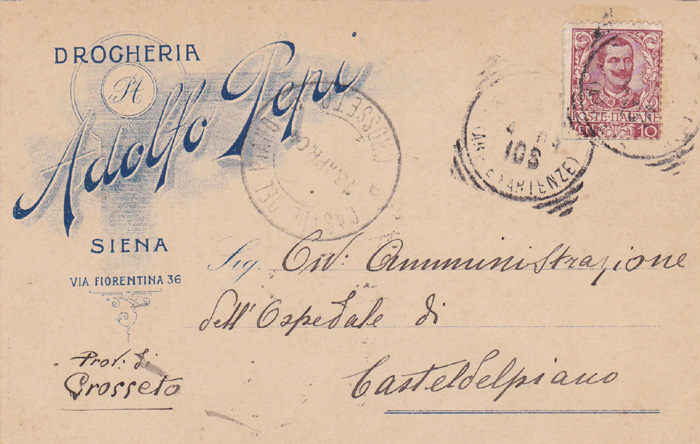 DROGHERIA
Adolfo Pepi
SIENA
VIA FIORENTINA 36
POSTE ITALIANE
10
Sig. On: Amministrazione
dell'Ospedale di
Casteldelpiano
Prov. di
Grosseto
GROSSETO